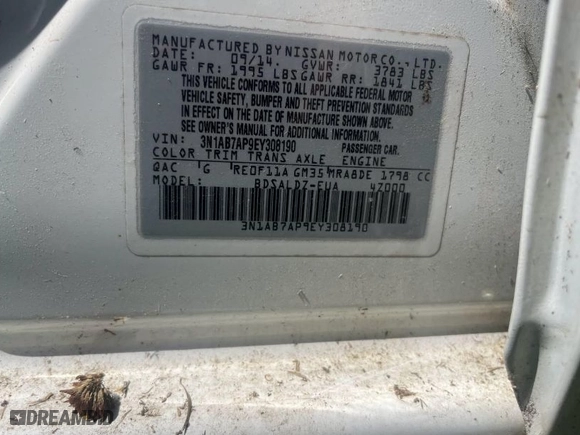 MANUFACTURED BY NISSAN MOTOR CO., LTD.
DATE: 09/14. GVWR: 3783 LBS
GAWR FR: 1995 LBS GAWR RR: 1841 LBS
THIS VEHICLE CONFORMS TO ALL APPLICABLE FEDERAL MOTOR
VEHICLE SAFETY, BUMPER AND THEFT PREVENTION STANDARDS
IN EFFECT ON THE DATE OF MANUFACTURE SHOWN ABOVE.
SEE OWNER'S MANUAL FOR ADDITIONAL INFORMATION.
VIN: 3N1AB7AP9EY308190 PASSENGER CAR.
COLOR TRIM TRANS AXLE ENGINE
QAC G RE0F11A GM35 MRA8DE 1798 CC
MODEL: BDSALDZ-EUA 4Z000
3N1AB7AP9EY308190
DREAMBID